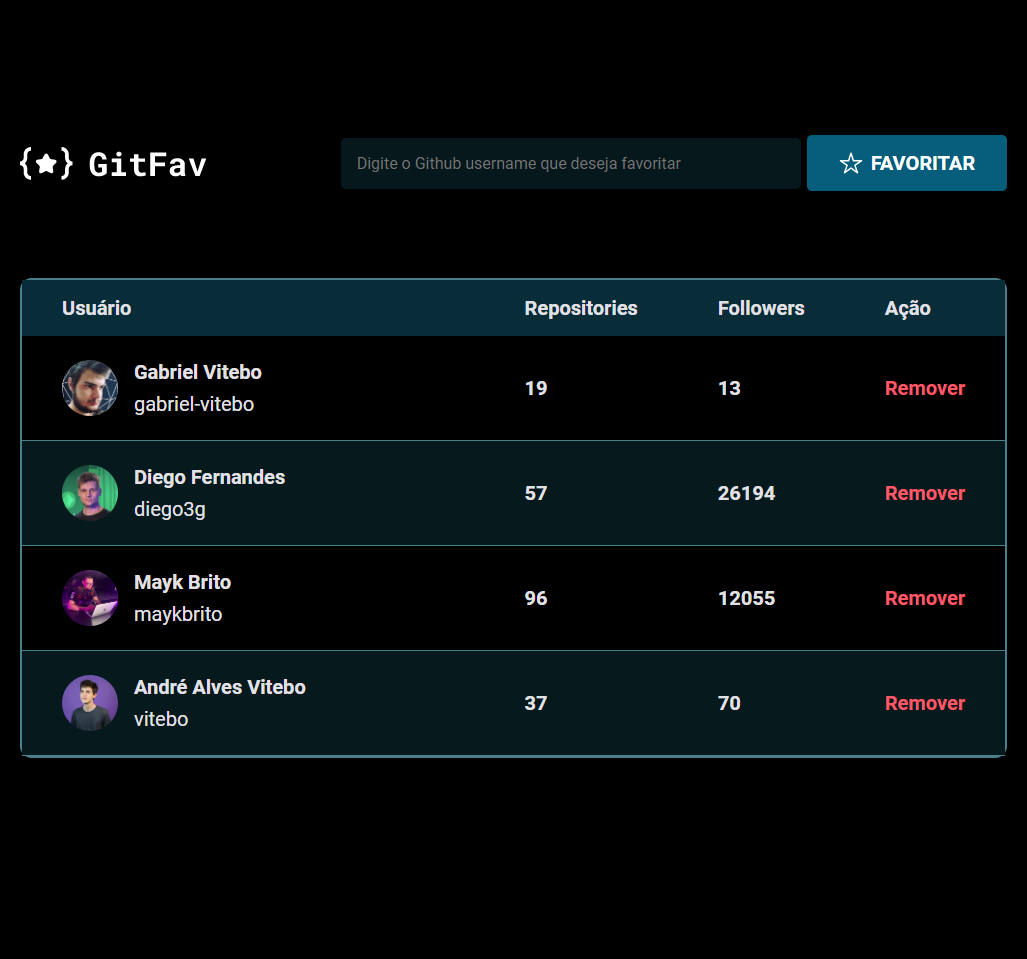 {★} GitFav
Digite o Github username que deseja favoritar
FAVORITAR
Usuário Repositories Followers Ação
Gabriel Vitebo
gabriel-vitebo
19 13 Remover
Diego Fernandes
diego3g
57 26194 Remover
Mayk Brito
maykbrito
96 12055 Remover
André Alves Vitebo
vitebo
37 70 Remover